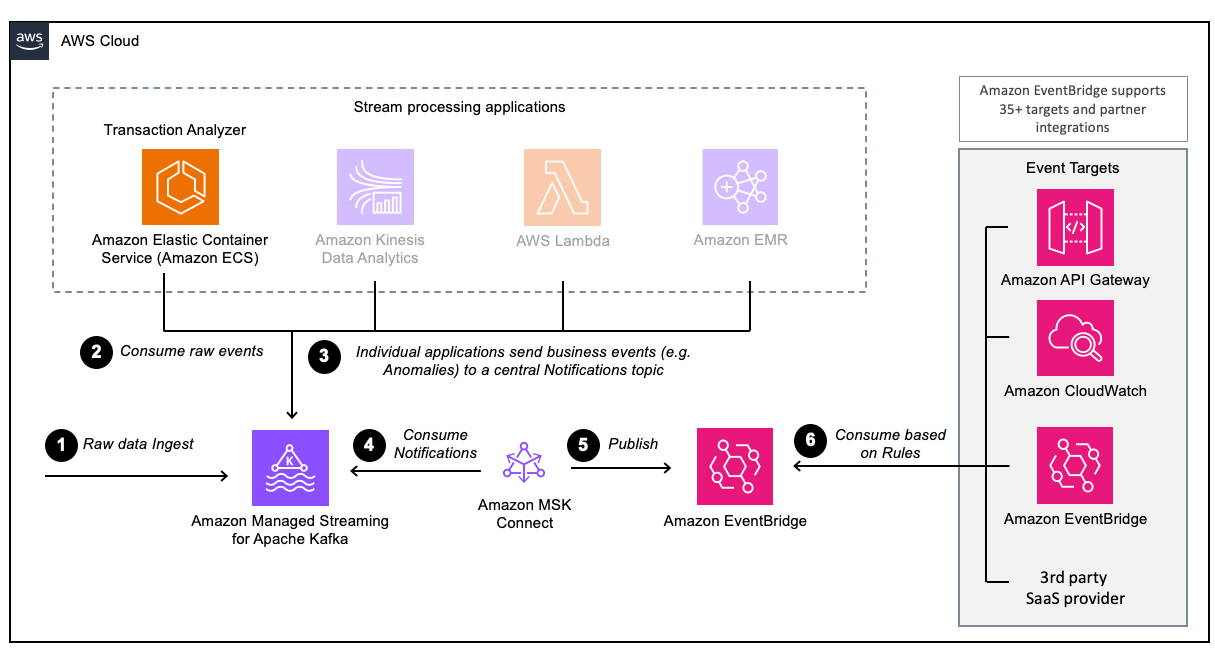 aws
AWS Cloud
Stream processing applications
Transaction Analyzer
Amazon Elastic Container
Service (Amazon ECS)
Amazon Kinesis
Data Analytics
AWS Lambda
Amazon EMR
Amazon EventBridge supports
35+ targets and partner
integrations
Event Targets
Amazon API Gateway
Amazon CloudWatch
Amazon EventBridge
3rd party
SaaS provider
2
Consume raw events
3
Individual applications send business events (e.g.
Anomalies) to a central Notifications topic
1
Raw data Ingest
K
Amazon Managed Streaming
for Apache Kafka
4
Consume
Notifications
Amazon MSK
Connect
5
Publish
Amazon EventBridge
6
Consume based
on Rules